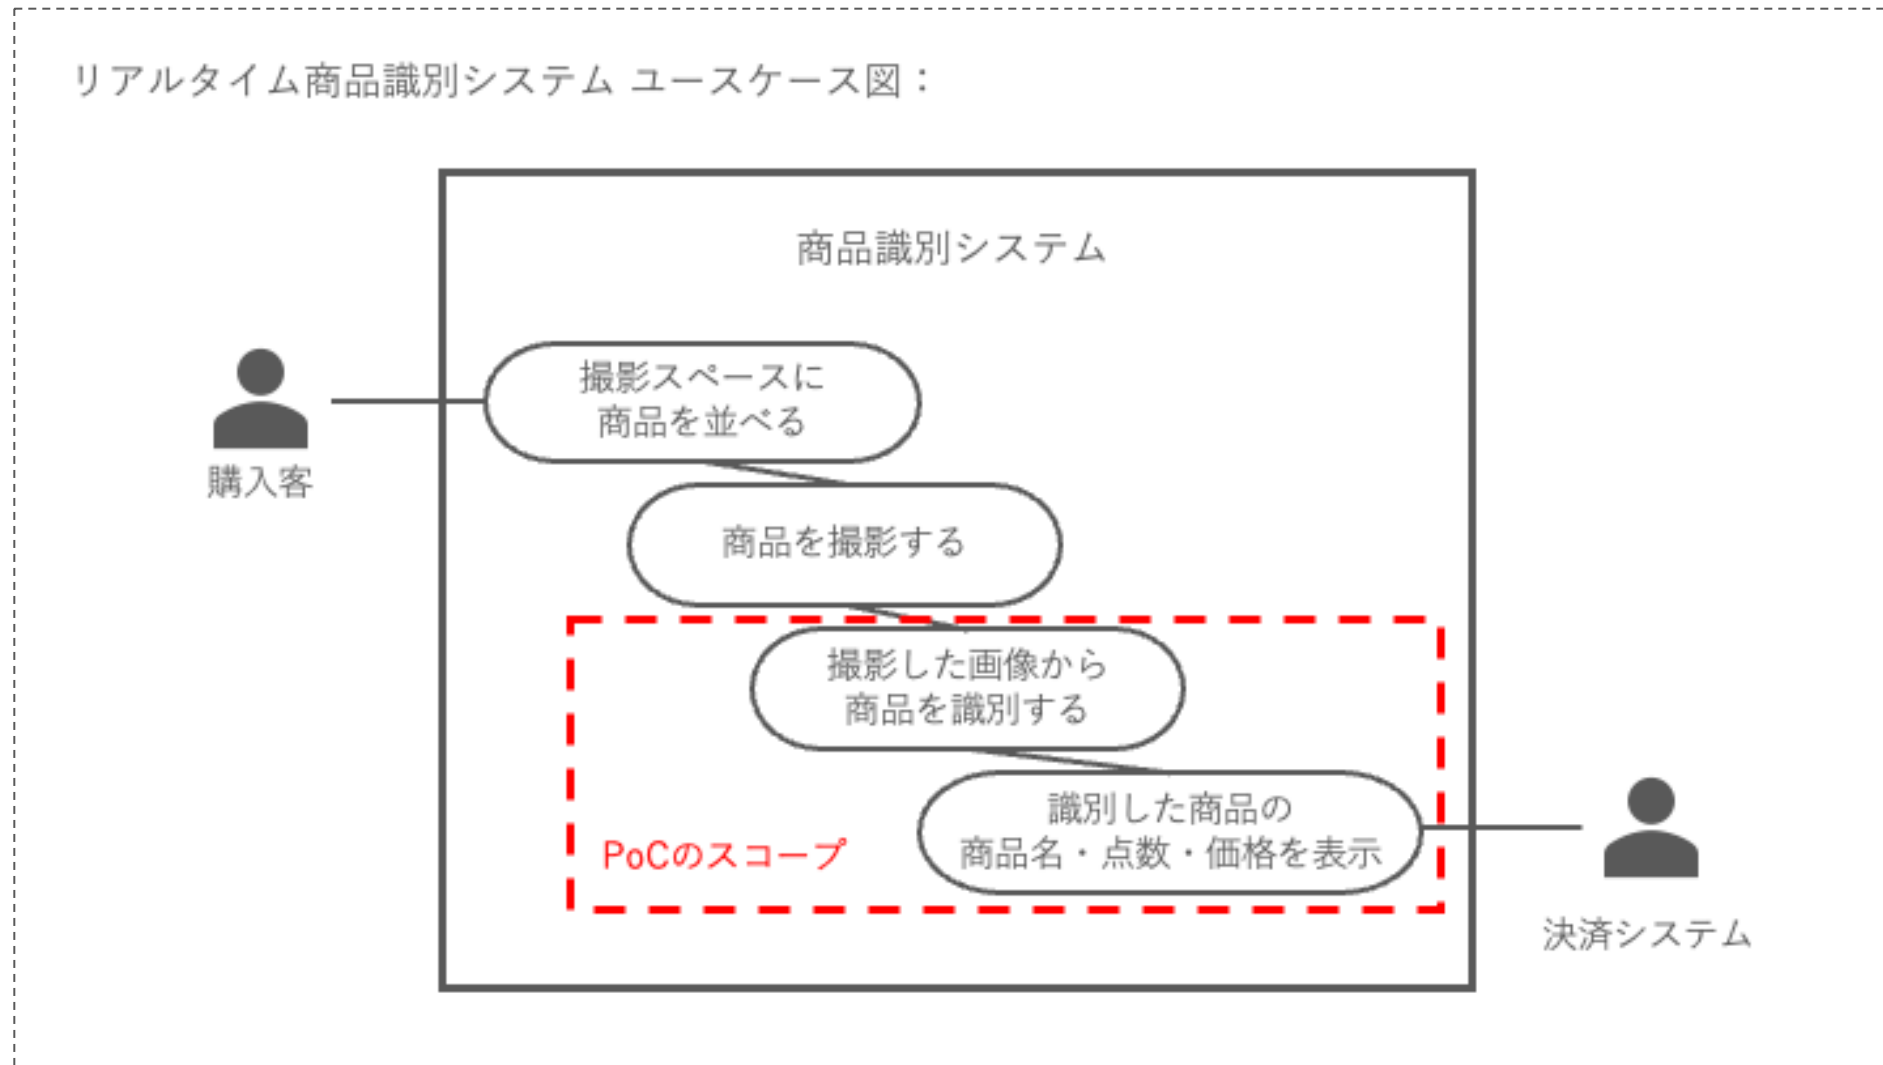 リアルタイム商品識別システム ユースケース図：
商品識別システム
撮影スペースに
商品を並べる
購入客
商品を撮影する
撮影した画像から
商品を識別する
識別した商品の
商品名・点数・価格を表示
PoCのスコープ
決済システム